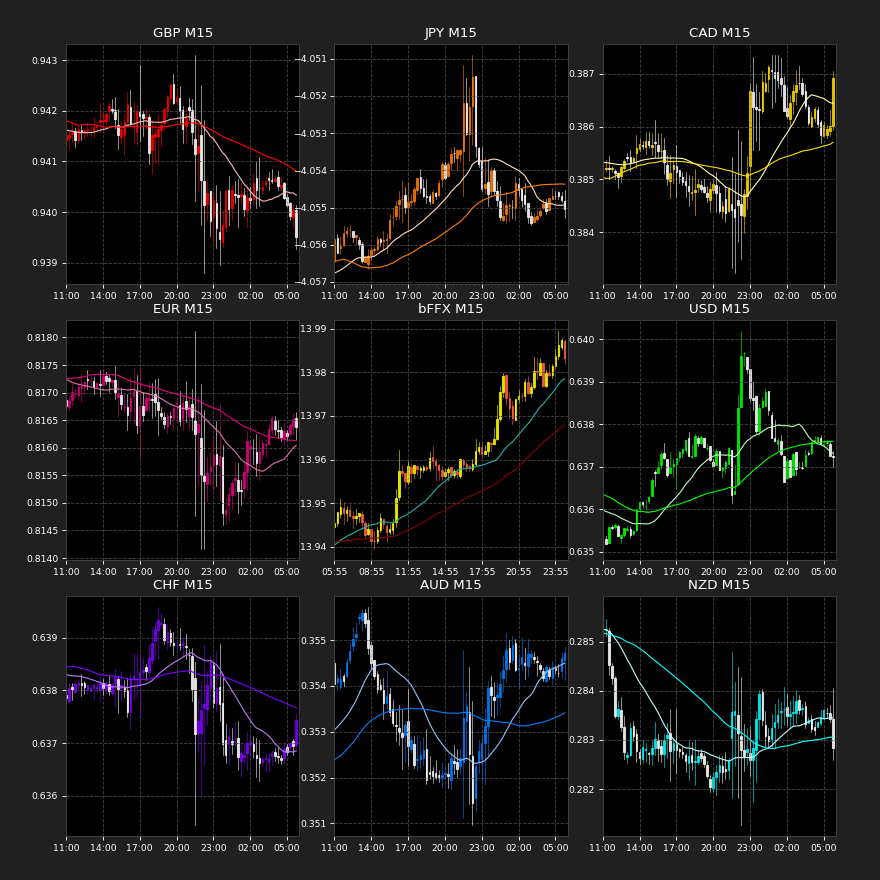 GBP M15
JPY M15
CAD M15
0.943
0.942
0.941
0.940
0.939
−4.051
−4.052
−4.053
−4.054
−4.055
−4.056
−4.057
0.387
0.386
0.385
0.384
11:00 14:00 17:00 20:00 23:00 02:00 05:00
11:00 14:00 17:00 20:00 23:00 02:00 05:00
11:00 14:00 17:00 20:00 23:00 02:00 05:00
EUR M15
bFFX M15
USD M15
0.8180
0.8175
0.8170
0.8165
0.8160
0.8155
0.8150
0.8145
0.8140
13.99
13.98
13.97
13.96
13.95
13.94
0.640
0.639
0.638
0.637
0.636
0.635
11:00 14:00 17:00 20:00 23:00 02:00 05:00
05:55 08:55 11:55 14:55 17:55 20:55 23:55
11:00 14:00 17:00 20:00 23:00 02:00 05:00
CHF M15
AUD M15
NZD M15
0.639
0.638
0.637
0.636
0.355
0.354
0.353
0.352
0.351
0.285
0.284
0.283
0.282
11:00 14:00 17:00 20:00 23:00 02:00 05:00
11:00 14:00 17:00 20:00 23:00 02:00 05:00
11:00 14:00 17:00 20:00 23:00 02:00 05:00